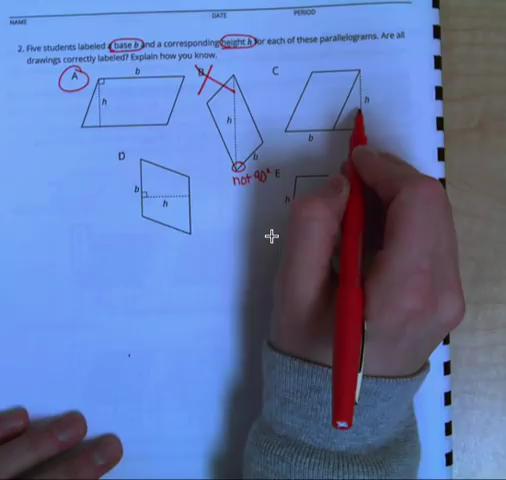 NAME
DATE
PERIOD
2. Five students labeled a base b and a corresponding height h for each of these parallelograms. Are all
drawings correctly labeled? Explain how you know.
A
b
h
B
h
b
not 90°
C
h
b
D
b
h
E
h